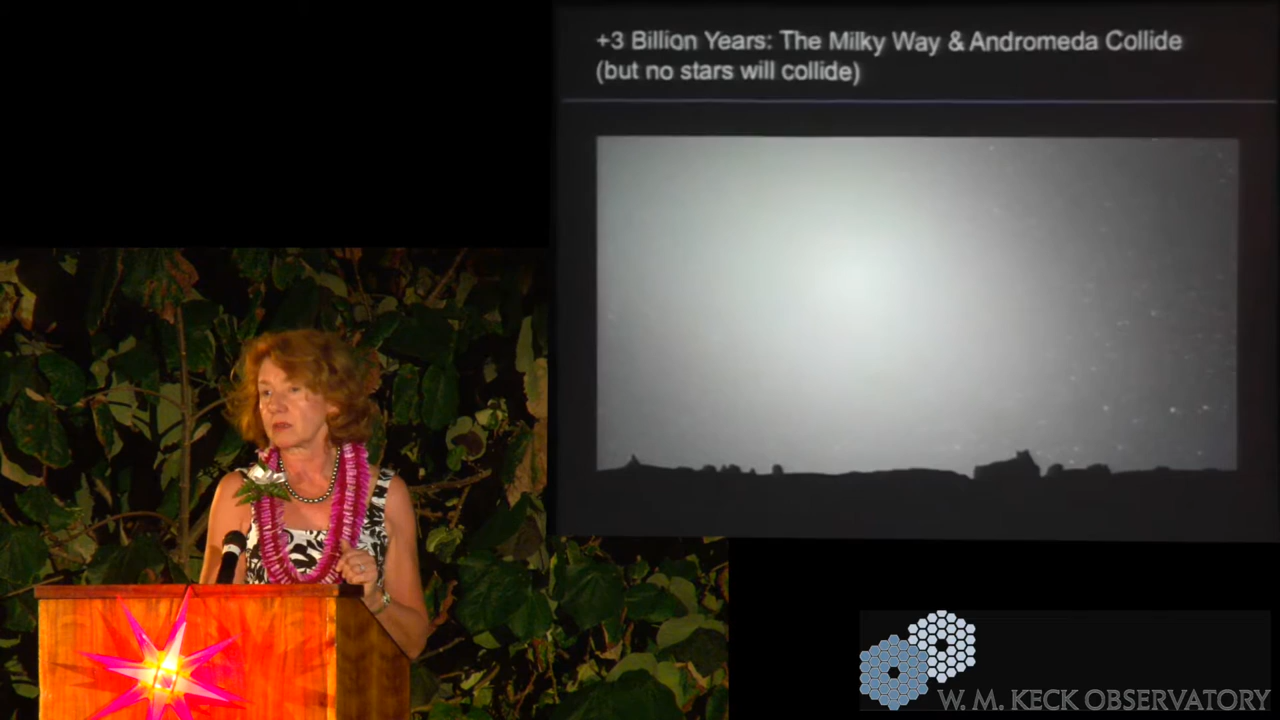 +3 Billion Years: The Milky Way & Andromeda Collide
(but no stars will collide)
W. M. KECK OBSERVATORY